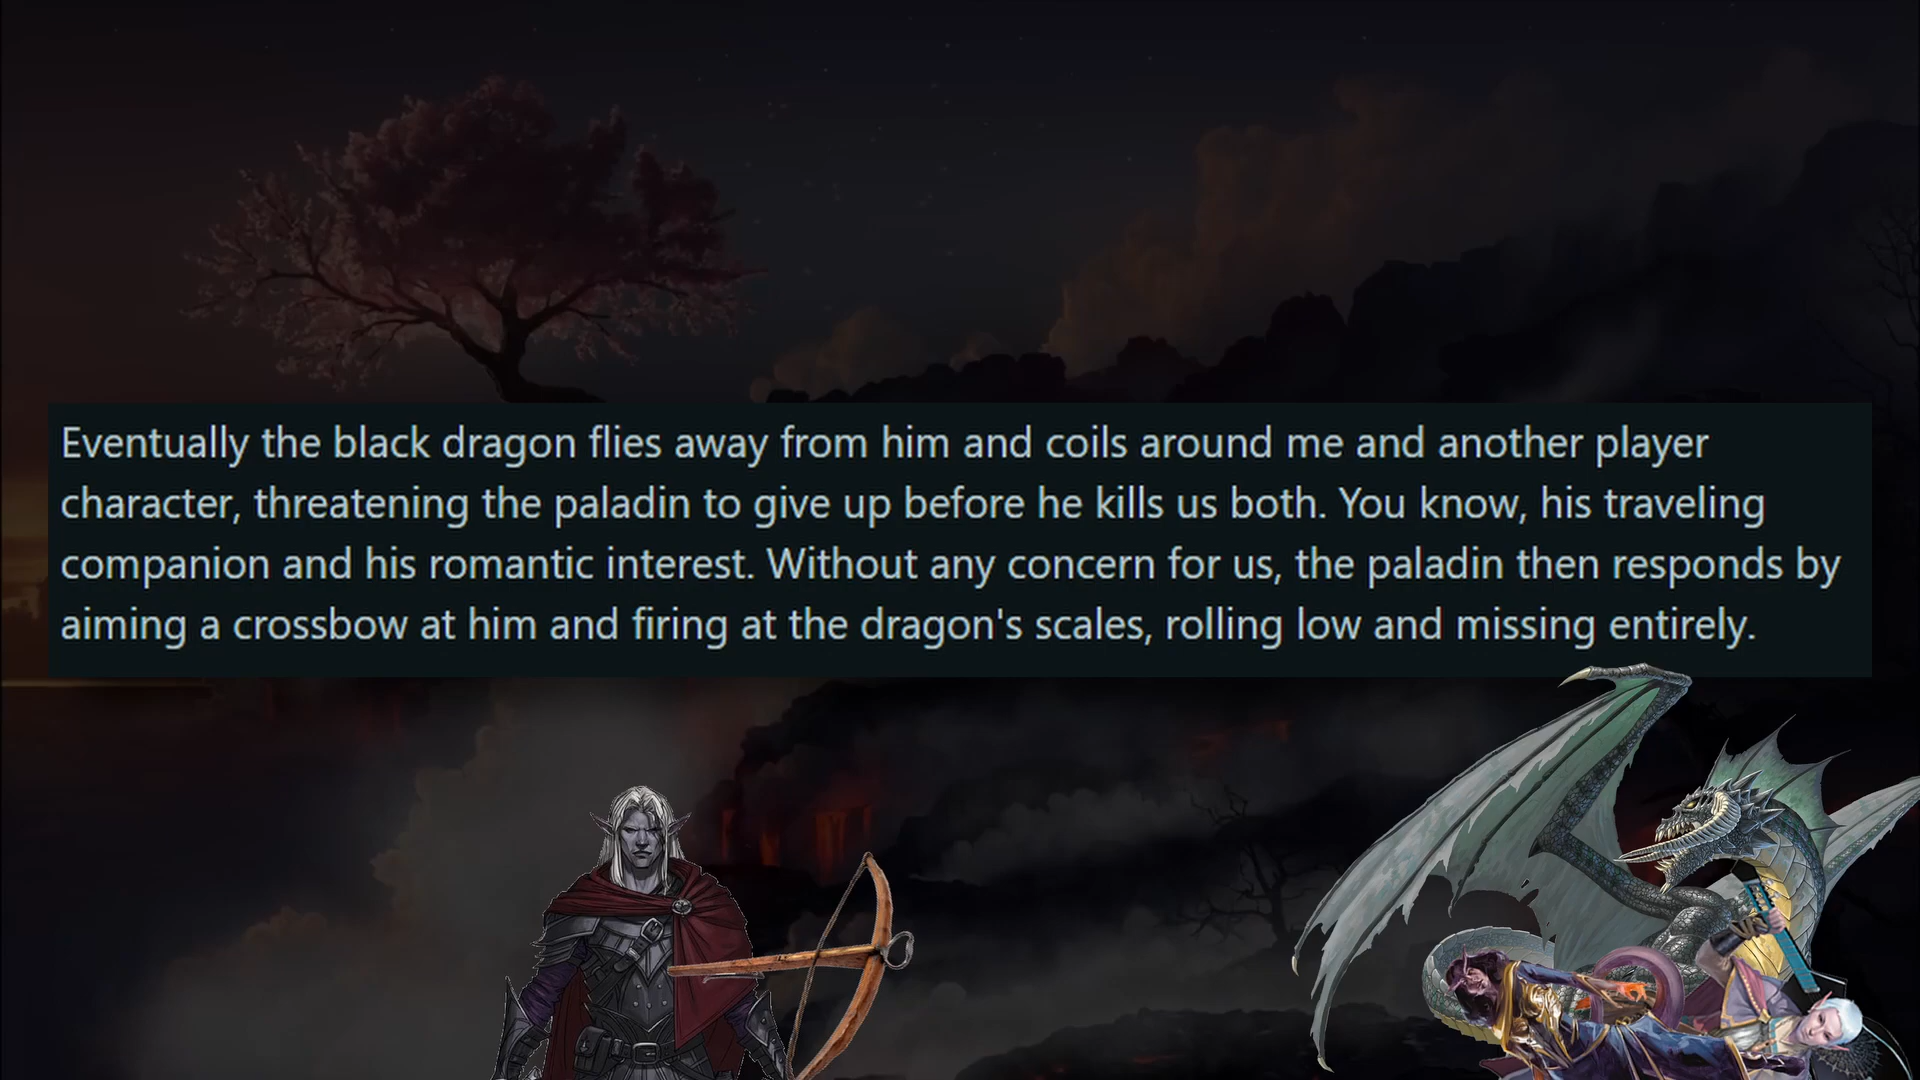 Eventually the black dragon flies away from him and coils around me and another player
character, threatening the paladin to give up before he kills us both. You know, his traveling
companion and his romantic interest. Without any concern for us, the paladin then responds by
aiming a crossbow at him and firing at the dragon's scales, rolling low and missing entirely.